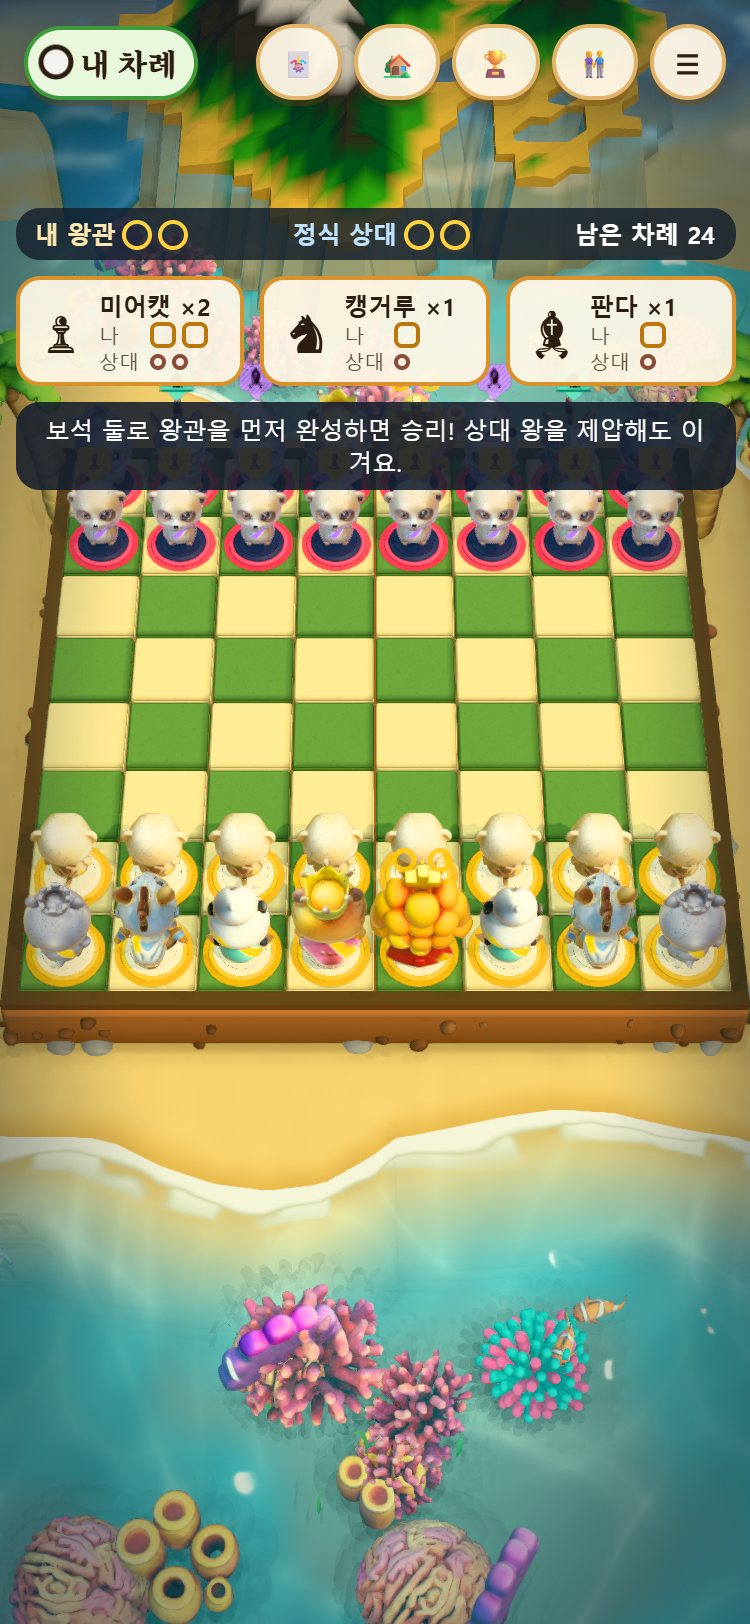 내 차례
내 왕관 정식 상대 남은 차례 24
미어캣 ×2
나
상대
캥거루 ×1
나
상대
판다 ×1
나
상대
보석 둘로 왕관을 먼저 완성하면 승리! 상대 왕을 제압해도 이
겨요.